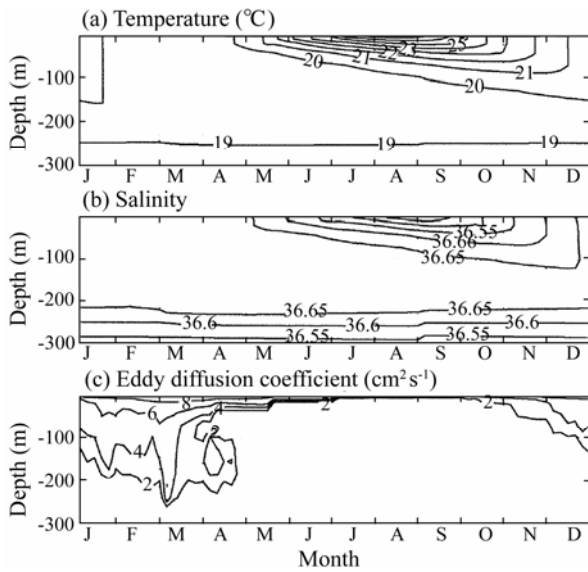 (a) Temperature (℃)
20 21 22 23 25 21 20
19 19 19
Depth (m)
-100
-200
-300
J F M A M J J A S O N D
(b) Salinity
36.55
36.66
36.65
36.65 36.65
36.6 36.6 36.6
36.55 36.55
Depth (m)
-100
-200
-300
J F M A M J J A S O N D
(c) Eddy diffusion coefficient (cm² s⁻¹)
8 6 4 2 2
4 2 2
Depth (m)
-100
-200
-300
J F M A M J J A S O N D
Month